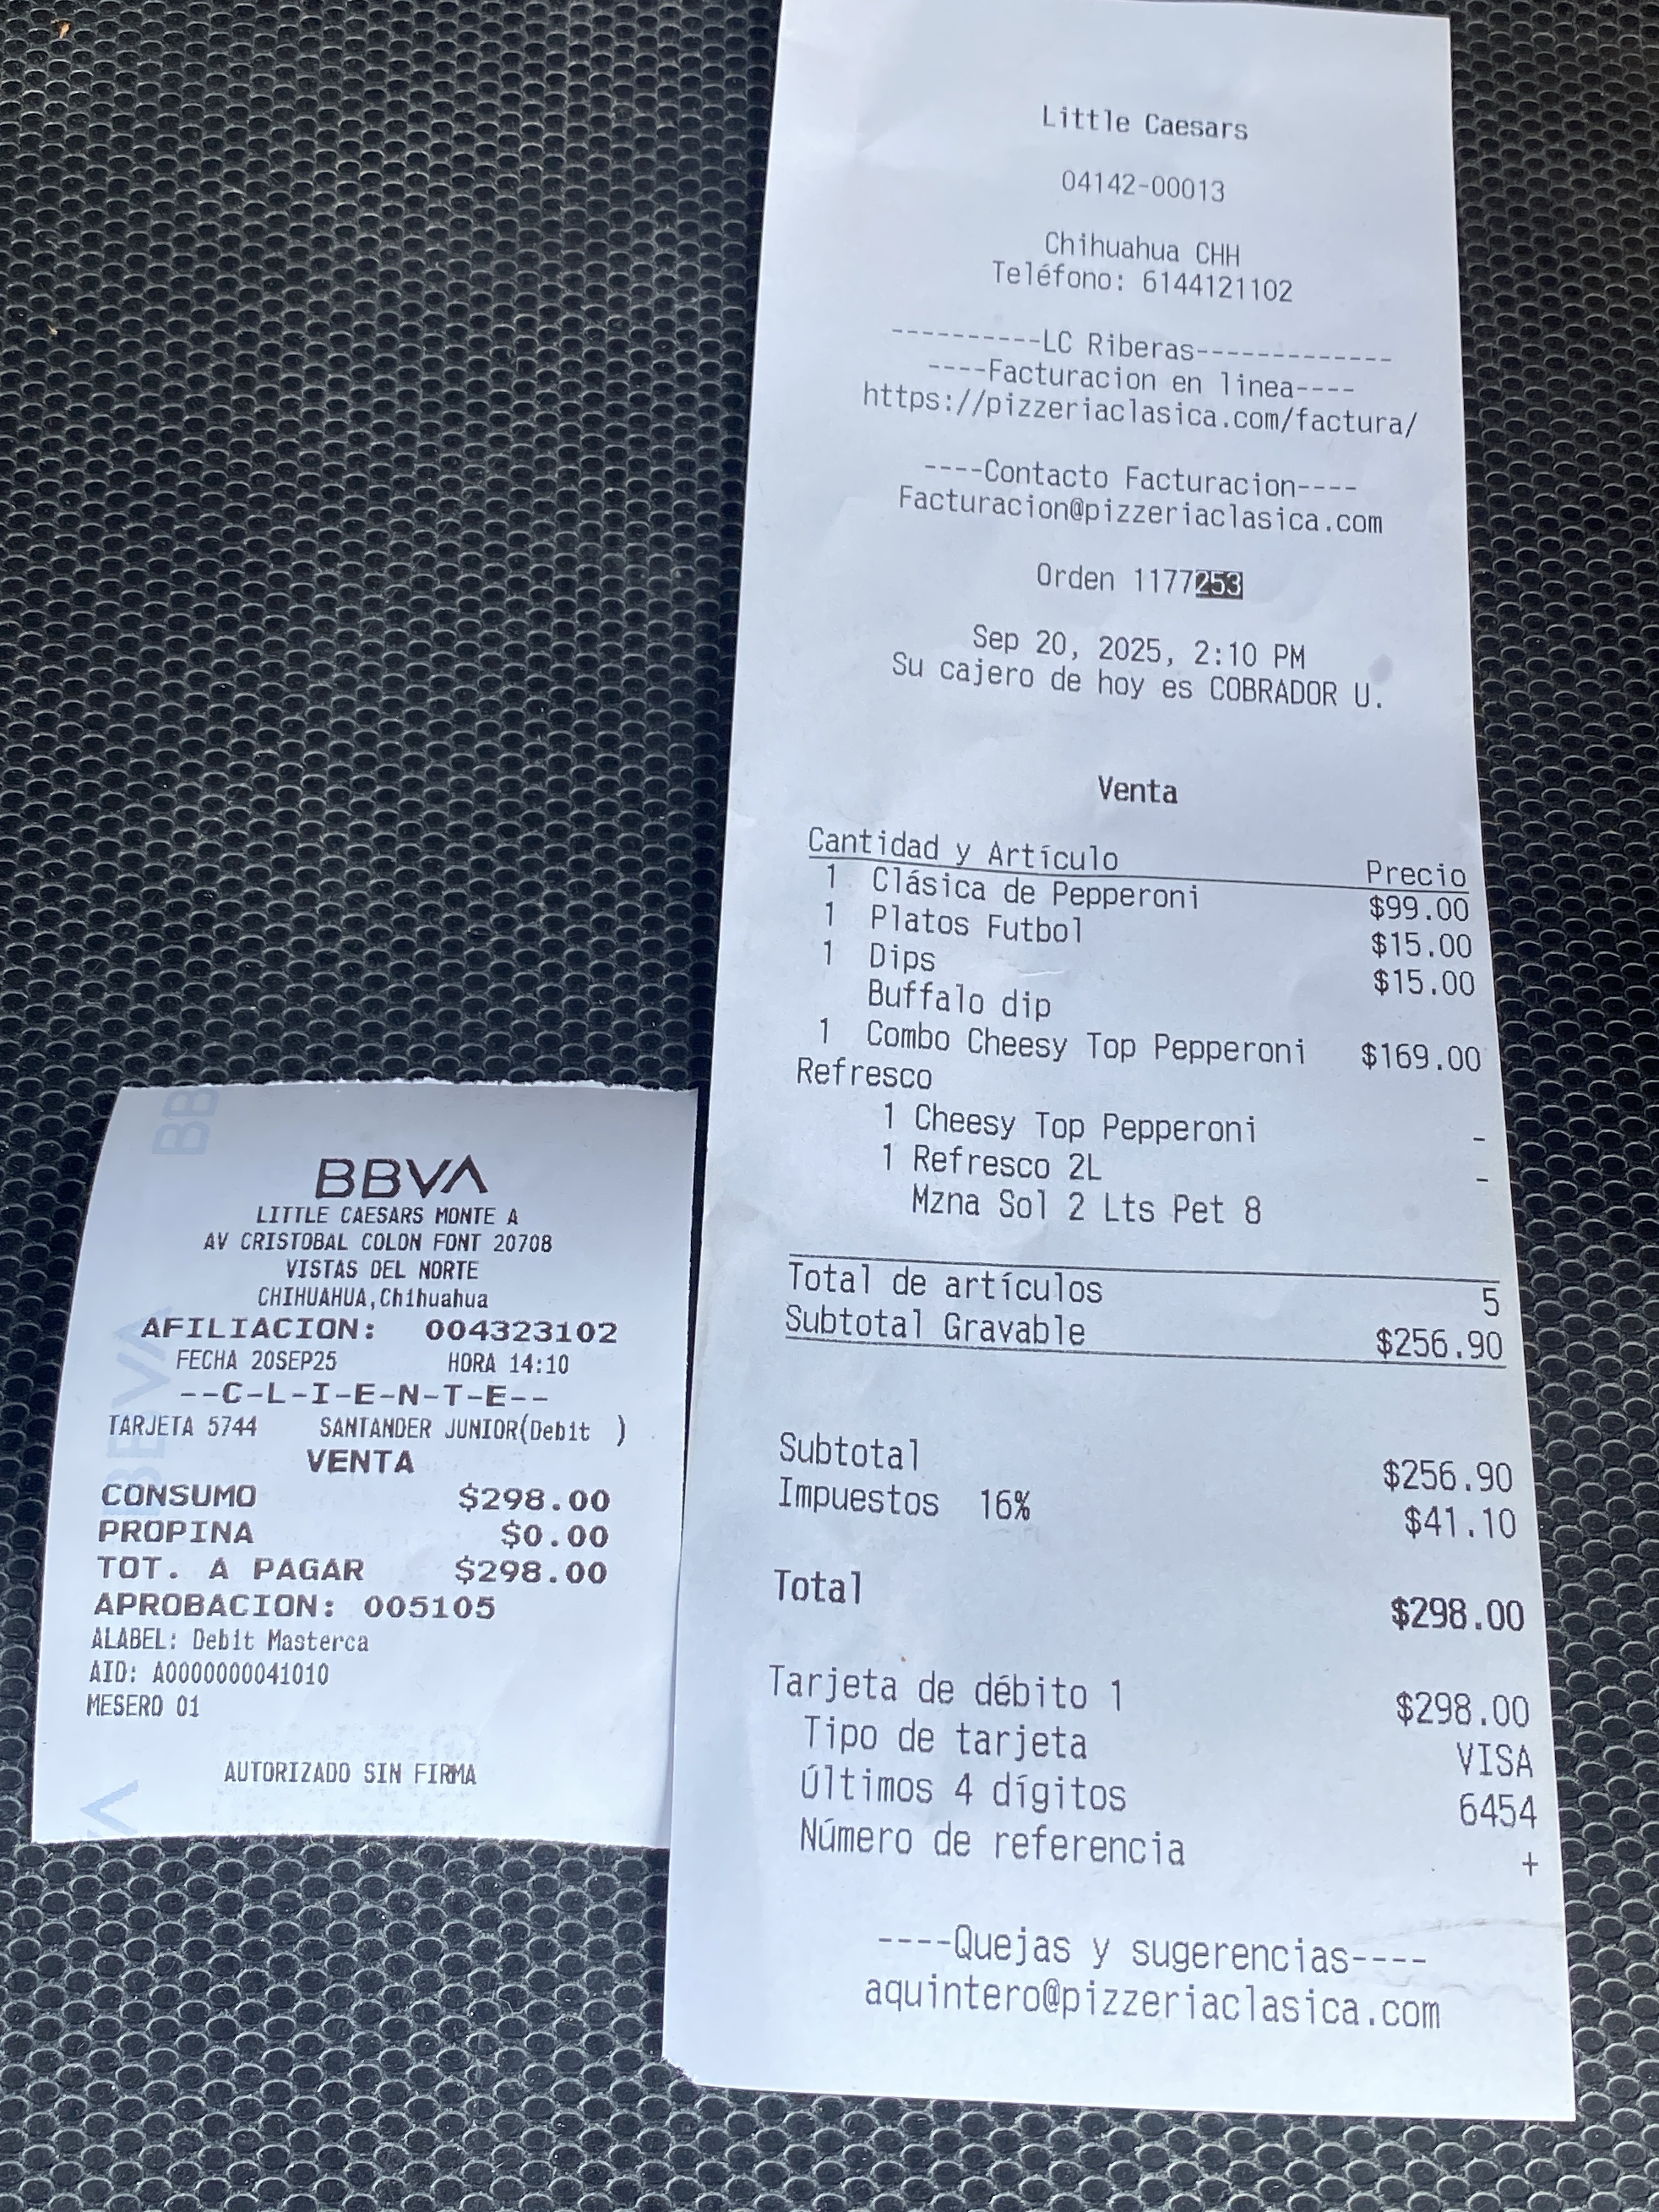 BBVA
LITTLE CAESARS MONTE A
AV CRISTOBAL COLON FONT 20708
VISTAS DEL NORTE
CHIHUAHUA,Chihuahua
AFILIACION: 004323102
FECHA 20SEP25 HORA 14:10
--C-L-I-E-N-T-E--
TARJETA 5744 SANTANDER JUNIOR(Debit )
VENTA
CONSUMO $298.00
PROPINA $0.00
TOT. A PAGAR $298.00
APROBACION: 005105
ALABEL: Debit Masterca
AID: A0000000041010
MESERO 01
AUTORIZADO SIN FIRMA
Little Caesars
04142-00013
Chihuahua CHH
Teléfono: 6144121102
----------LC Riberas-------------
----Facturacion en linea----
https://pizzeriaclasica.com/factura/
----Contacto Facturacion----
Facturacion@pizzeriaclasica.com
Orden 1177253
Sep 20, 2025, 2:10 PM
Su cajero de hoy es COBRADOR U.
Venta
Cantidad y Artículo Precio
1 Clásica de Pepperoni $99.00
1 Platos Futbol $15.00
1 Dips $15.00
Buffalo dip
1 Combo Cheesy Top Pepperoni $169.00
Refresco
1 Cheesy Top Pepperoni -
1 Refresco 2L -
Mzna Sol 2 Lts Pet 8
Total de artículos 5
Subtotal Gravable $256.90
Subtotal $256.90
Impuestos 16% $41.10
Total $298.00
Tarjeta de débito 1 $298.00
Tipo de tarjeta VISA
Últimos 4 dígitos 6454
Número de referencia +
----Quejas y sugerencias----
aquintero@pizzeriaclasica.com